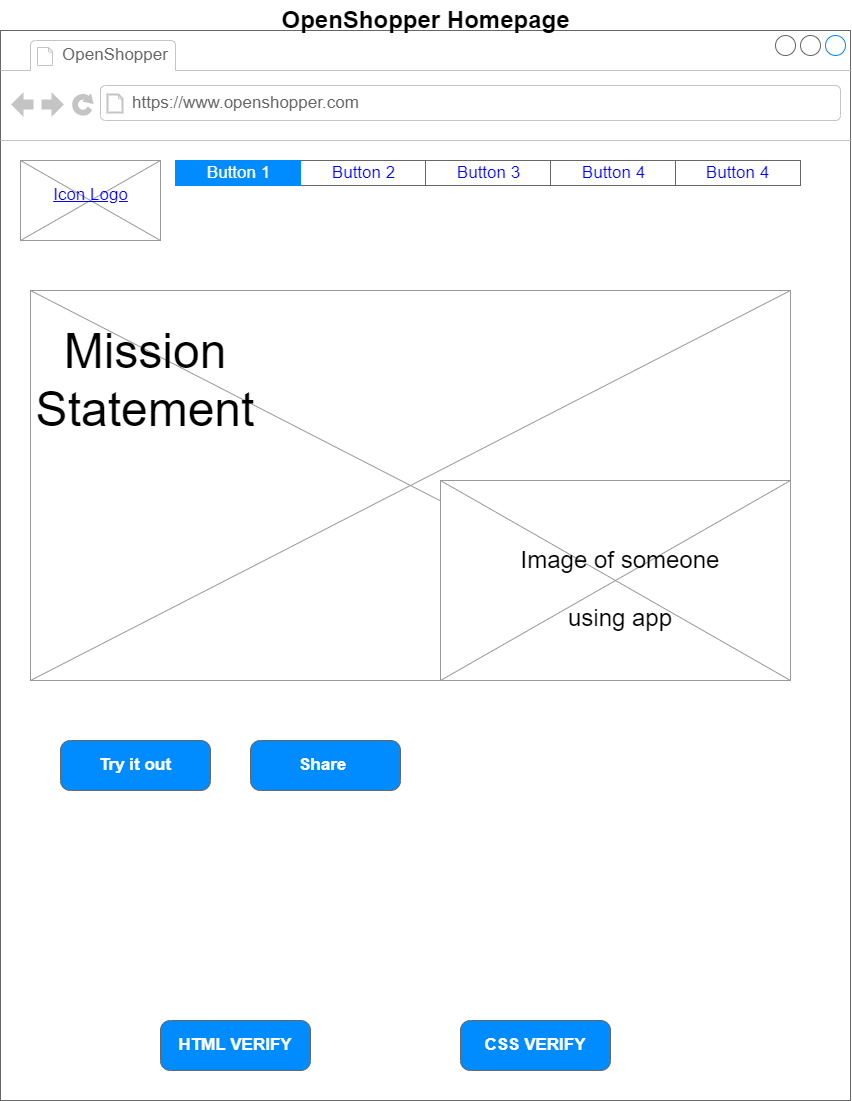 OpenShopper Homepage
OpenShopper
https://www.openshopper.com
Icon Logo
Button 1 Button 2 Button 3 Button 4 Button 4
Mission
Statement
Image of someone
using app
Try it out Share
HTML VERIFY CSS VERIFY